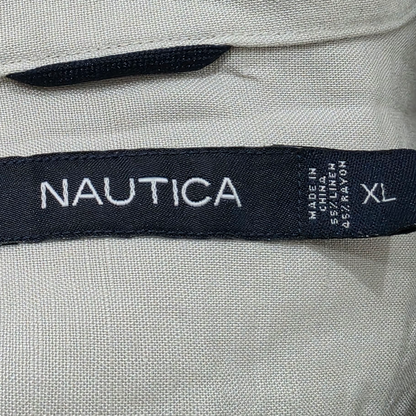 NAUTICA
MADE IN
CHINA
55% LINEN
45% RAYON
XL